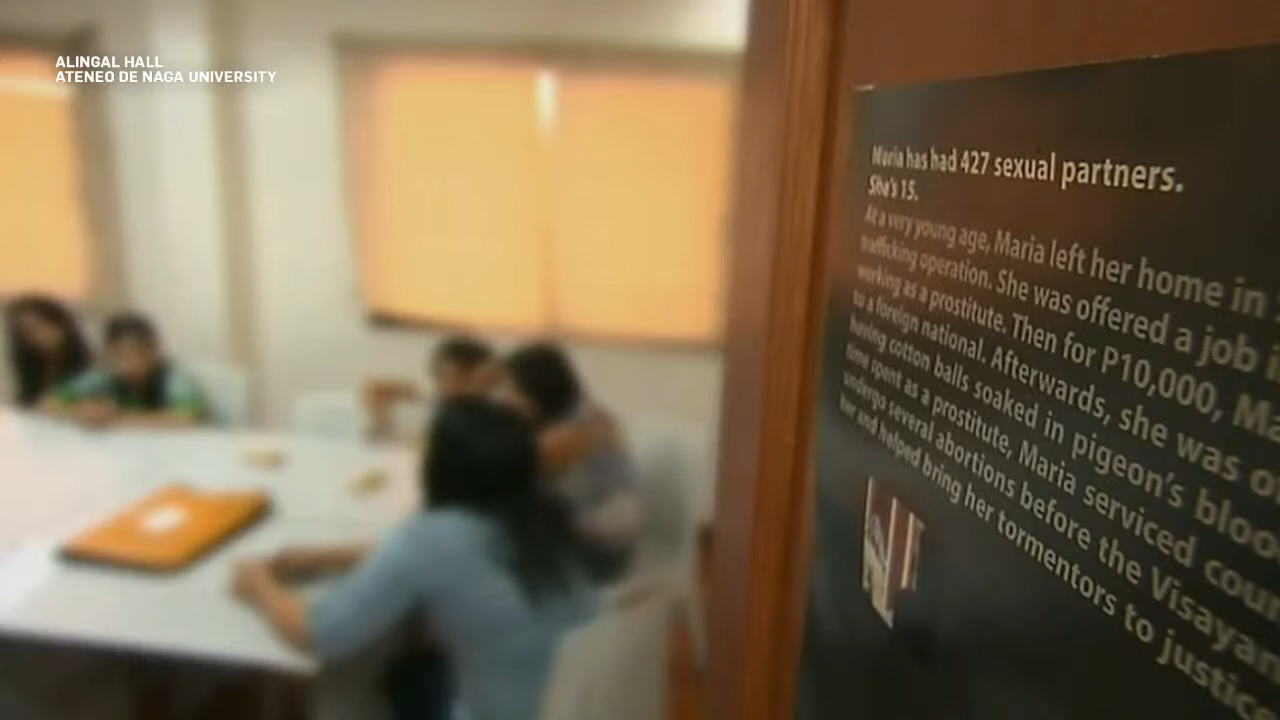 ALINGAL HALL
ATENEO DE NAGA UNIVERSITY
Maria has had 427 sexual partners.
She's 15.
At a very young age, Maria left her home in
trafficking operation. She was offered a job
working as a prostitute. Then for P10,000,
to a foreign national. Afterwards, she was
having cotton balls soaked in pigeon's
time spent as a prostitute, Maria serviced
undergo several abortions before the Visayan
her and helped bring her tormentors to justice